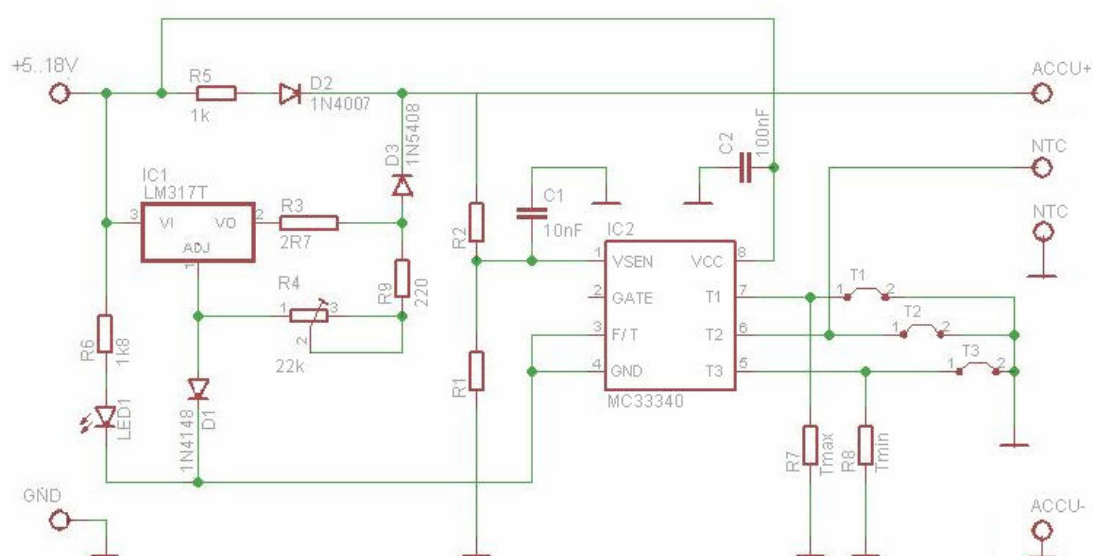 +5..18V
R5
1k
D2
1N4007
ACCU+
NTC
NTC
C2
100nF
D3
1N5408
IC1
LM317T
3
VI
VO
2
ADJ
1
R3
2R7
R2
C1
10nF
IC2
1
VSEN
VCC
8
2
GATE
T1
7
3
F/T
T2
6
4
GND
T3
5
MC33340
1
T1
2
1
T2
2
1
T3
2
R4
1
3
2
22k
R9
220
R6
1k8
LED1
1N4148
D1
R1
R7
Tmax
R8
Tmin
GND
ACCU-